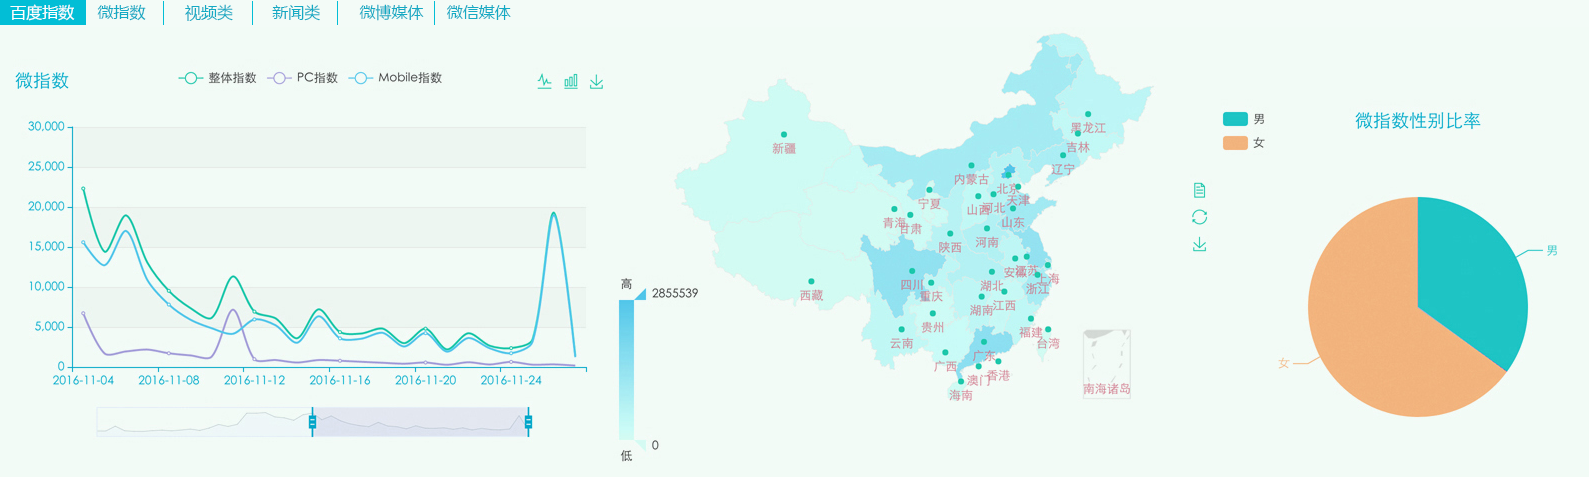 百度指数 微指数 视频类 新闻类 微博媒体 微信媒体
微指数
整体指数 PC指数 Mobile指数
30,000
25,000
20,000
15,000
10,000
5,000
0
2016-11-04 2016-11-08 2016-11-12 2016-11-16 2016-11-20 2016-11-24
高
2855539
0
低
黑龙江
吉林
辽宁
新疆
内蒙古
北京
天津
宁夏
山西
河北
山东
青海
甘肃
陕西
河南
安徽
江苏
上海
四川
重庆
湖北
浙江
西藏
湖南
江西
贵州
福建
云南
台湾
广西
广东
澳门
香港
海南
南海诸岛
微指数性别比率
男
女
男
女